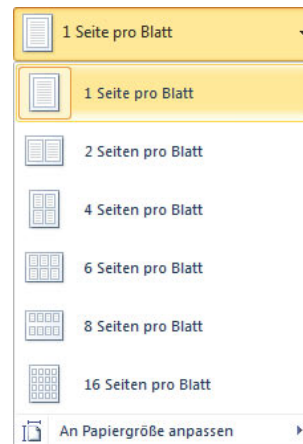 1 Seite pro Blatt
1 Seite pro Blatt
2 Seiten pro Blatt
4 Seiten pro Blatt
6 Seiten pro Blatt
8 Seiten pro Blatt
16 Seiten pro Blatt
An Papiergröße anpassen